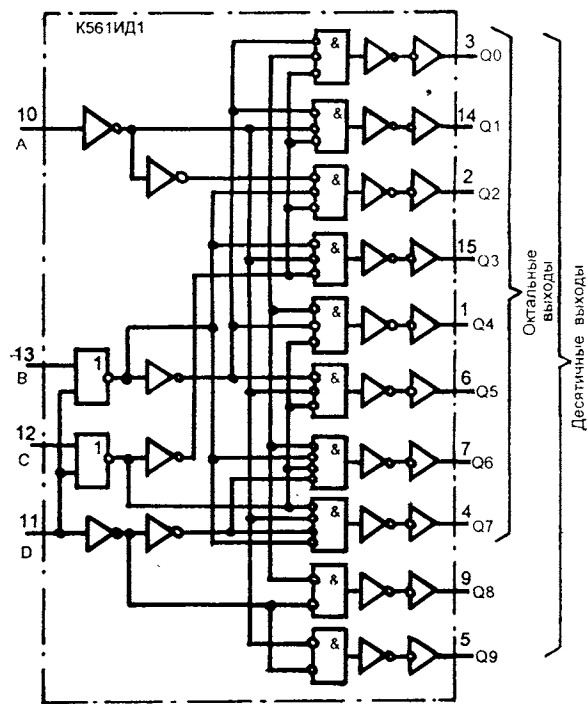 К561ИД1
& 3 Q0
10 A & 14 Q1
& 2 Q2
& 15 Q3
& 1 Q4
13 B 1 & 6 Q5
12 C 1 & 7 Q6
11 D & 4 Q7
& 9 Q8
& 5 Q9
Октальные
выходы
Десятичные выходы